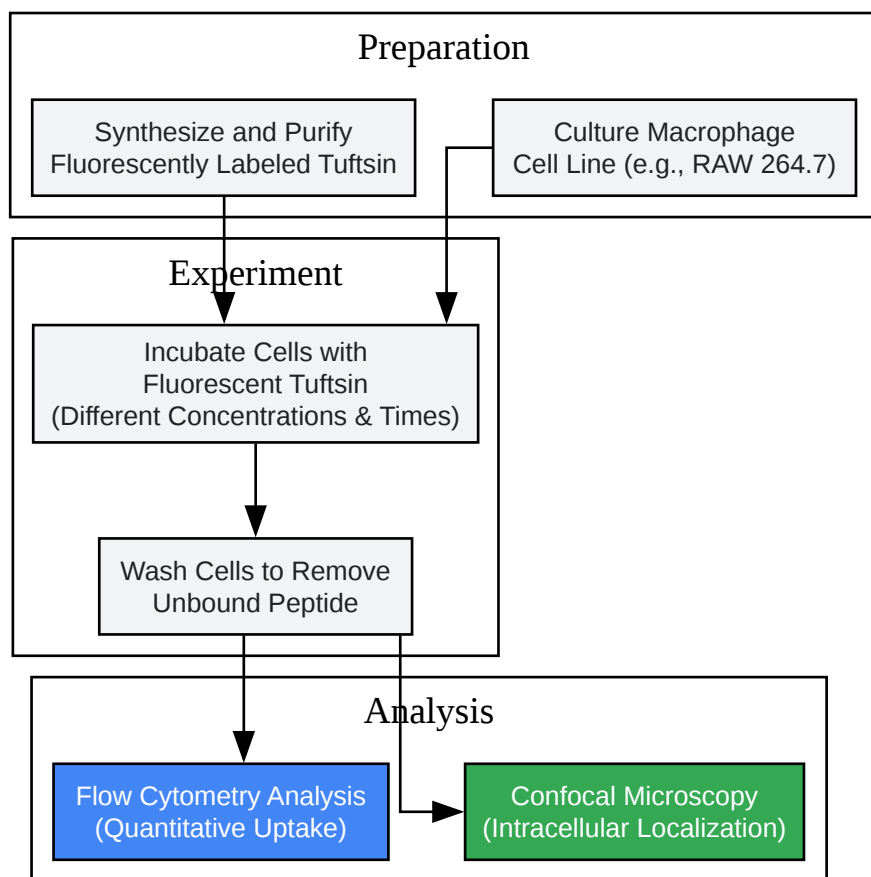 Preparation
Synthesize and Purify
Fluorescently Labeled Tuftsin
Culture Macrophage
Cell Line (e.g., RAW 264.7)
Experiment
Incubate Cells with
Fluorescent Tuftsin
(Different Concentrations & Times)
Wash Cells to Remove
Unbound Peptide
Analysis
Flow Cytometry Analysis
(Quantitative Uptake)
Confocal Microscopy
(Intracellular Localization)